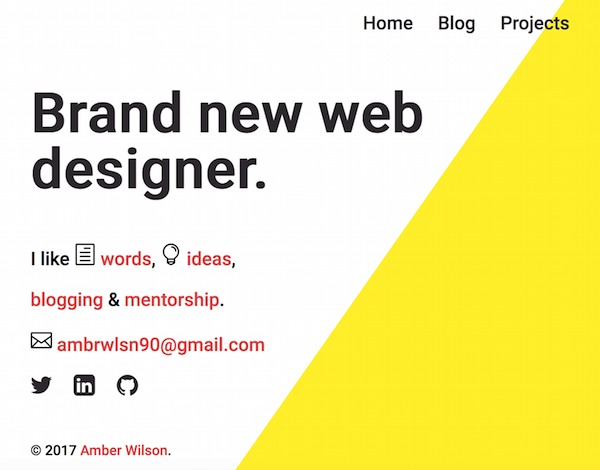 Home Blog Projects
Brand new web
designer.
I like words, ideas,
blogging & mentorship.
ambrwlsn90@gmail.com
© 2017 Amber Wilson.